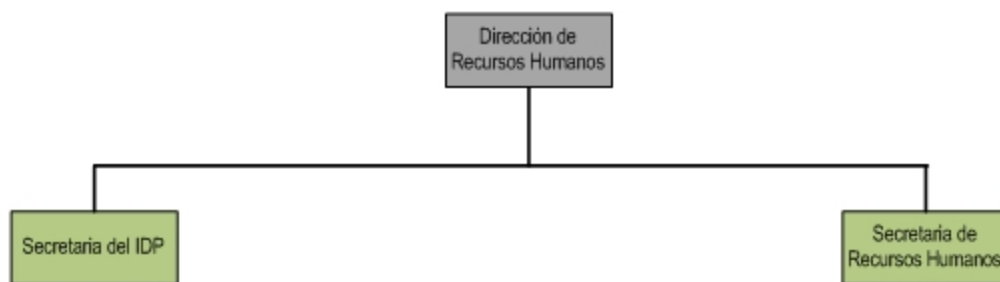 Dirección de
Recursos Humanos
Secretaria del IDP
Secretaria de
Recursos Humanos